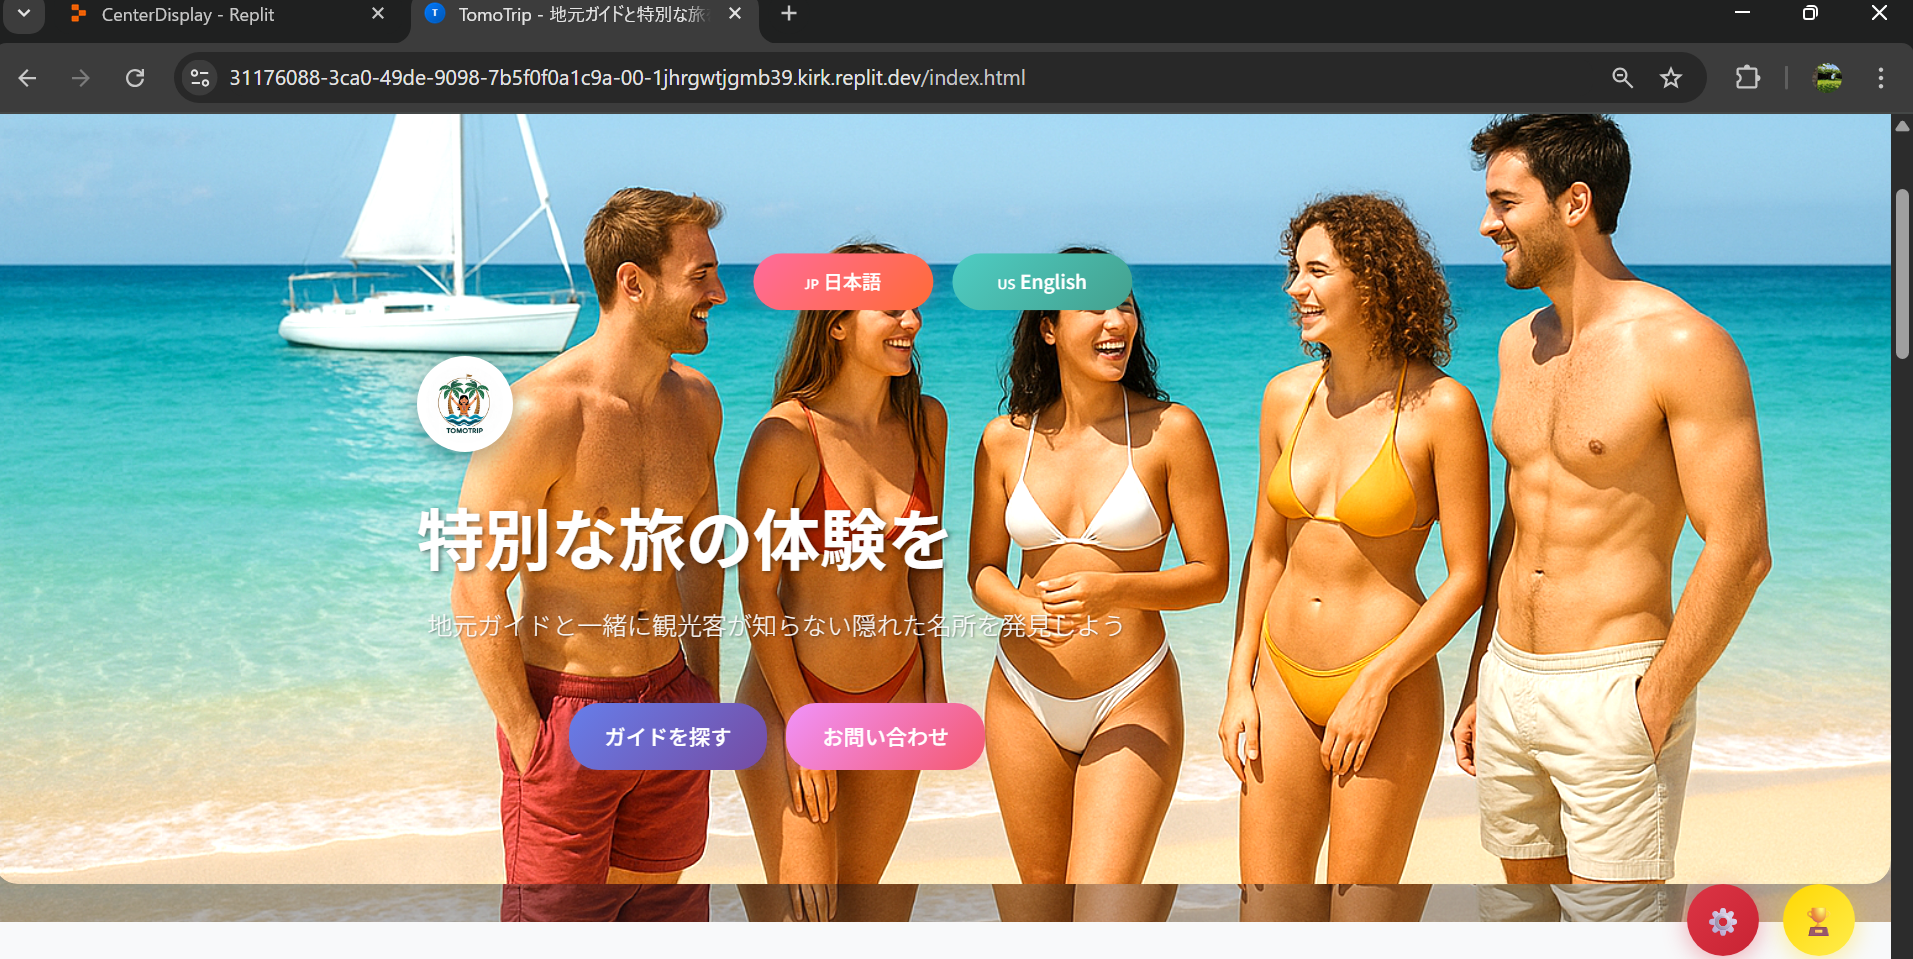 CenterDisplay - Replit
T
TomoTrip - 地元ガイドと特別な旅
31176088-3ca0-49de-9098-7b5f0f0a1c9a-00-1jhrgwtjgmb39.kirk.replit.dev/index.html
JP 日本語
US English
TOMOTRIP
特別な旅の体験を
地元ガイドと一緒に観光客が知らない隠れた名所を発見しよう
ガイドを探す
お問い合わせ